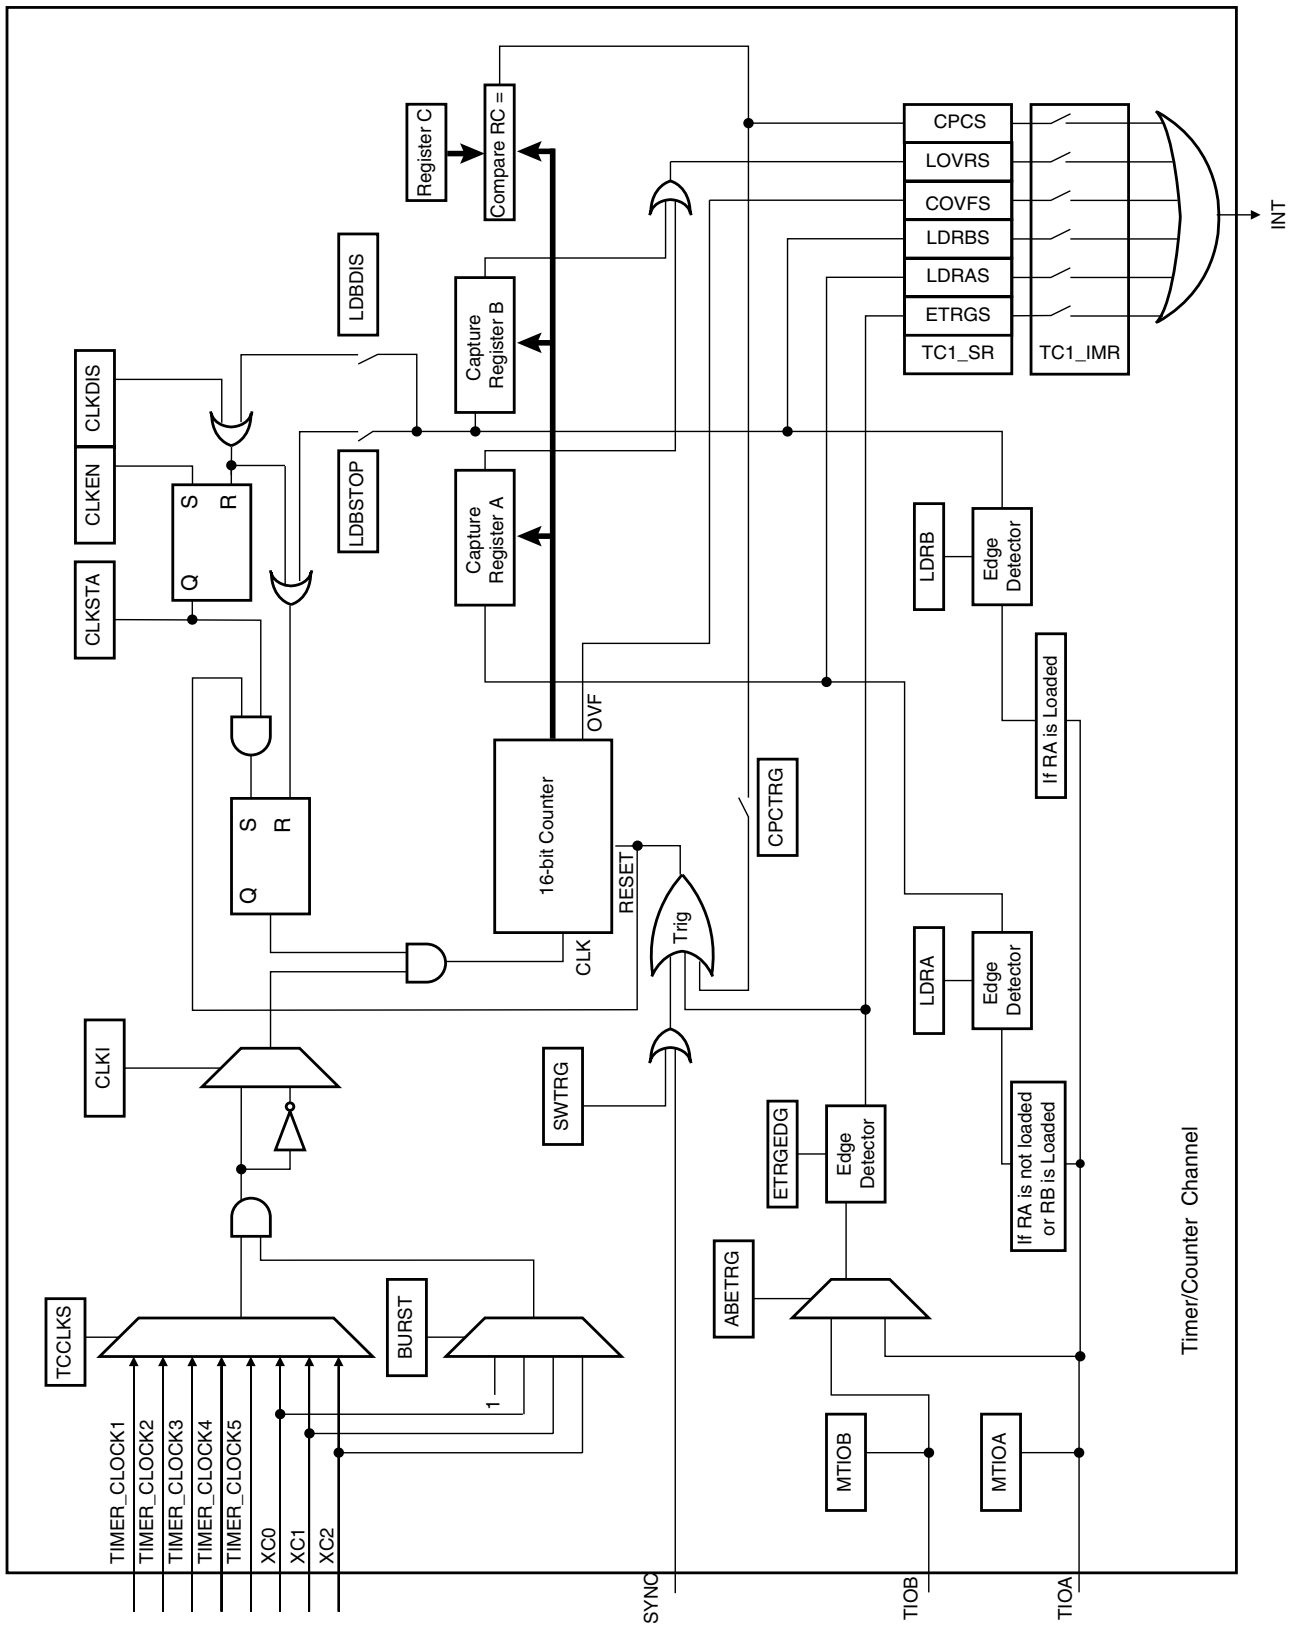 TCCLKS
TIMER_CLOCK1
TIMER_CLOCK2
TIMER_CLOCK3
TIMER_CLOCK4
TIMER_CLOCK5
XC0
XC1
XC2
CLKI
CLKSTA
CLKEN
CLKDIS
Q
S
R
Q
S
R
BURST
1
LDBSTOP
LDBDIS
Register C
Capture
Register A
Capture
Register B
Compare RC =
16-bit Counter
CLK
RESET
OVF
SWTRG
SYNC
Trig
CPCTRG
ABETRG
ETRGEDG
Edge
Detector
MTIOB
TIOB
MTIOA
TIOA
LDRA
Edge
Detector
LDRB
Edge
Detector
If RA is not loaded
or RB is Loaded
If RA is Loaded
CPCS
LOVRS
COVFS
LDRBS
LDRAS
ETRGS
TC1_SR
TC1_IMR
INT
Timer/Counter Channel